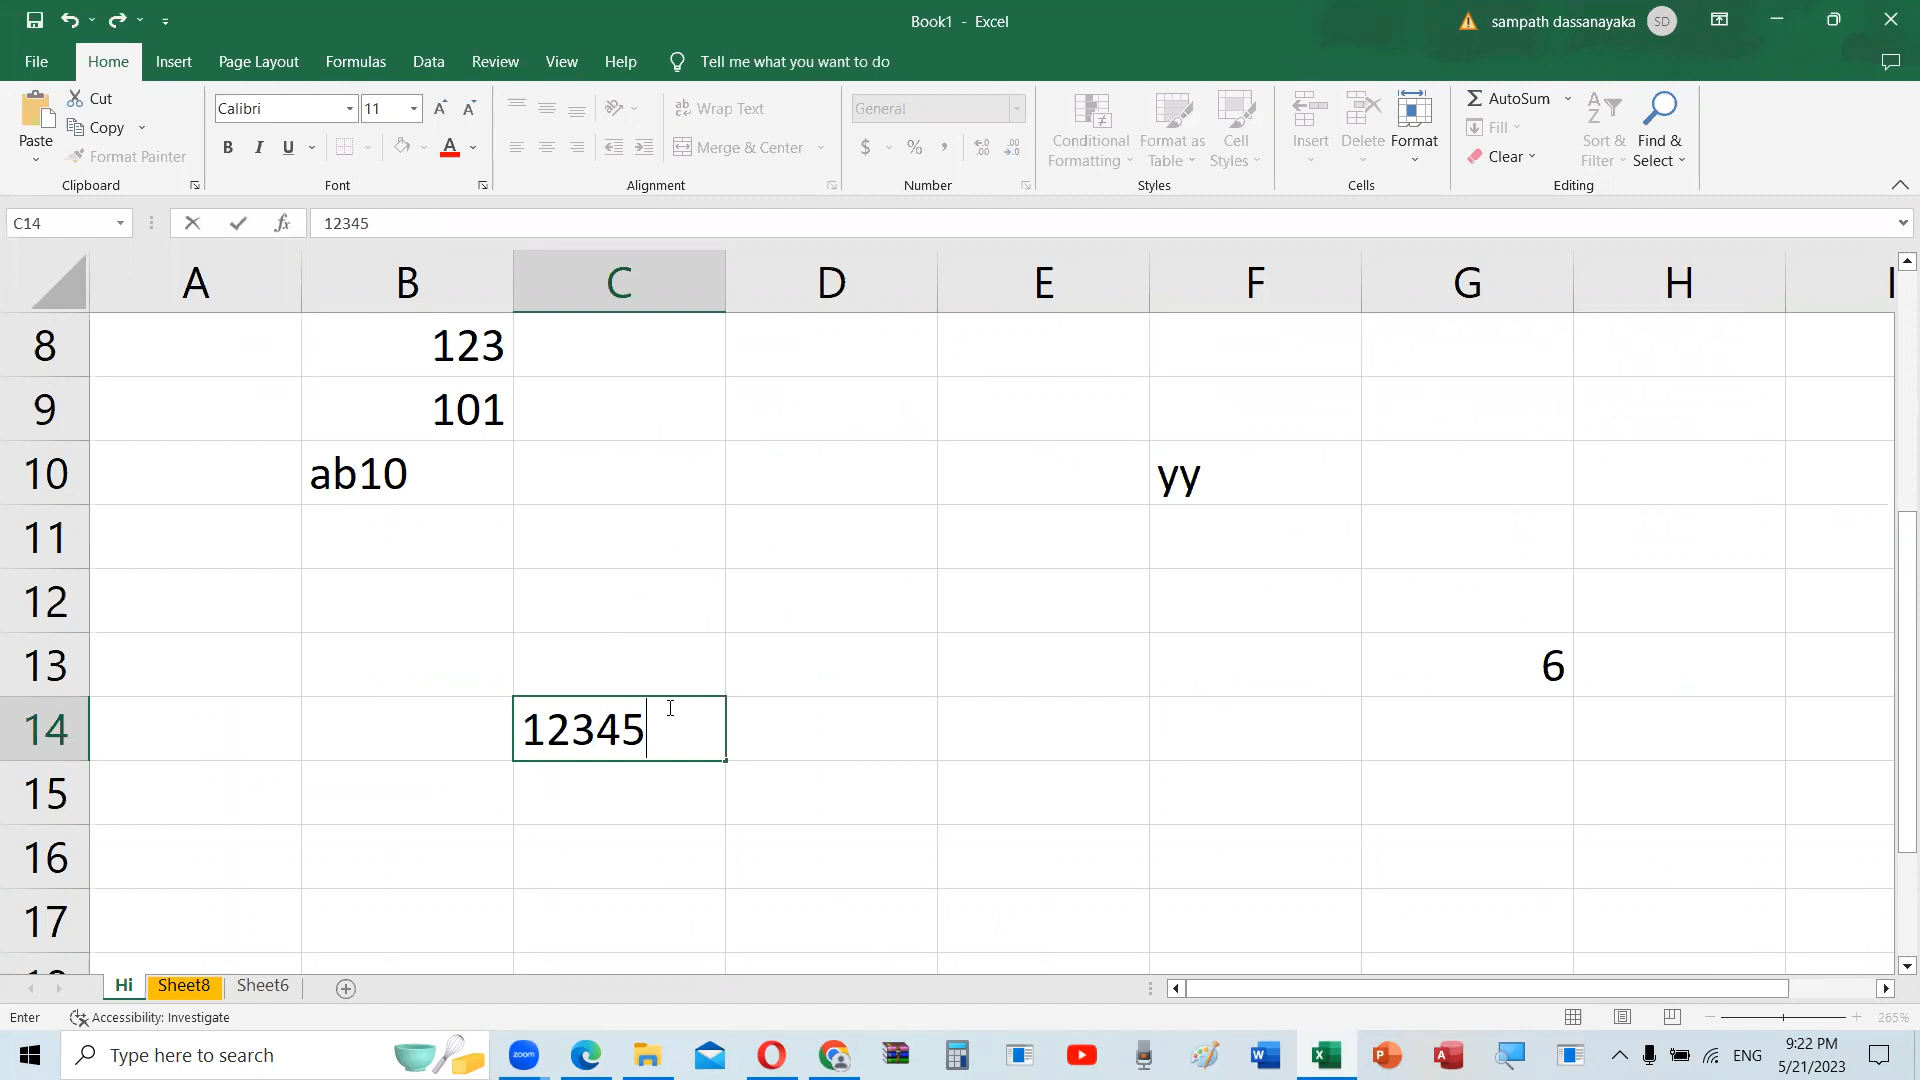 Book1 - Excel
sampath dassanayaka SD
File Home Insert Page Layout Formulas Data Review View Help Tell me what you want to do
Paste
Cut
Copy
Format Painter
Clipboard
Calibri 11
B I U A
Font
ab Wrap Text
Merge & Center
Alignment
General
$ % ,
Number
Conditional Formatting
Format as Table
Cell Styles
Styles
Insert Delete Format
Cells
AutoSum
Fill
Clear
Sort & Filter
Find & Select
Editing
C14 fx 12345
A B C D E F G H I
8 123
9 101
10 ab10 yy
11
12
13 6
14 12345
15
16
17
Hi Sheet8 Sheet6
Enter Accessibility: Investigate 265%
Type here to search
zoom
ENG
9:22 PM
5/21/2023